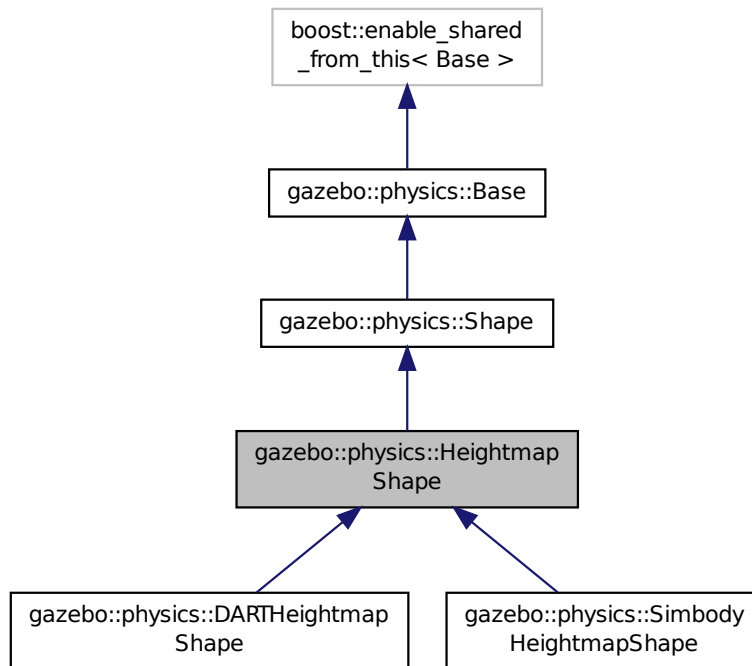 boost::enable_shared
_from_this< Base >
gazebo::physics::Base
gazebo::physics::Shape
gazebo::physics::Heightmap
Shape
gazebo::physics::DARTHeightmap
Shape
gazebo::physics::Simbody
HeightmapShape